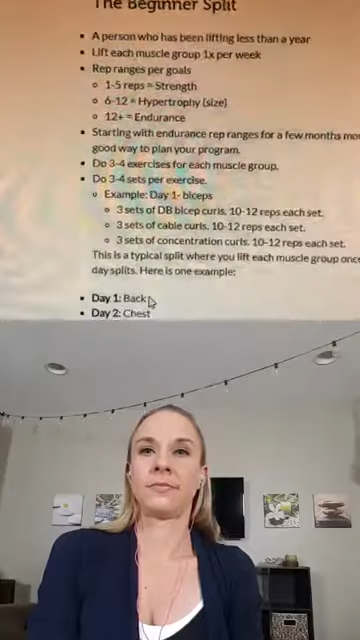 The Beginner Split
A person who has been lifting less than a year
Lift each muscle group 1x per week
Rep ranges per goals
1-5 reps = Strength
6-12 = Hypertrophy (size)
12+ = Endurance
Starting with endurance rep ranges for a few months
good way to plan your program.
Do 3-4 exercises for each muscle group.
Do 3-4 sets per exercise.
Example: Day 1- biceps
3 sets of DB bicep curls. 10-12 reps each set.
3 sets of cable curls. 10-12 reps each set.
3 sets of concentration curls. 10-12 reps each set.
This is a typical split where you lift each muscle group once
day splits. Here is one example:
Day 1: Back
Day 2: Chest